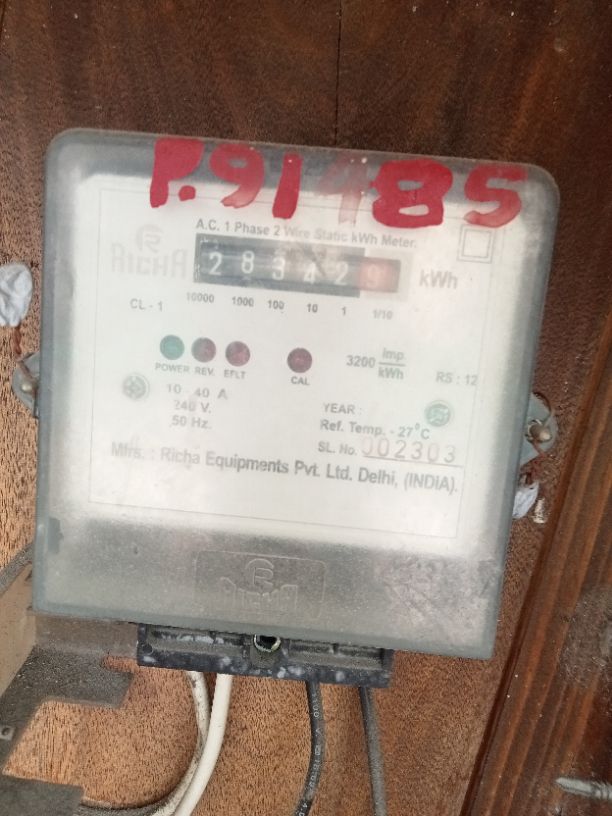 P.91485
A.C. 1 Phase 2 Wire Static kWh Meter.
RICHA
283429 kWh
CL - 1
10000 1000 100 10 1 1/10
POWER REV. EFLT
CAL
3200 imp./kWh
RS : 12
10 - 40 A
240 V.
50 Hz.
YEAR :
Ref. Temp. - 27°C
SL. No. 002303
Mfrs. : Richa Equipments Pvt. Ltd. Delhi, (INDIA).
RICHA